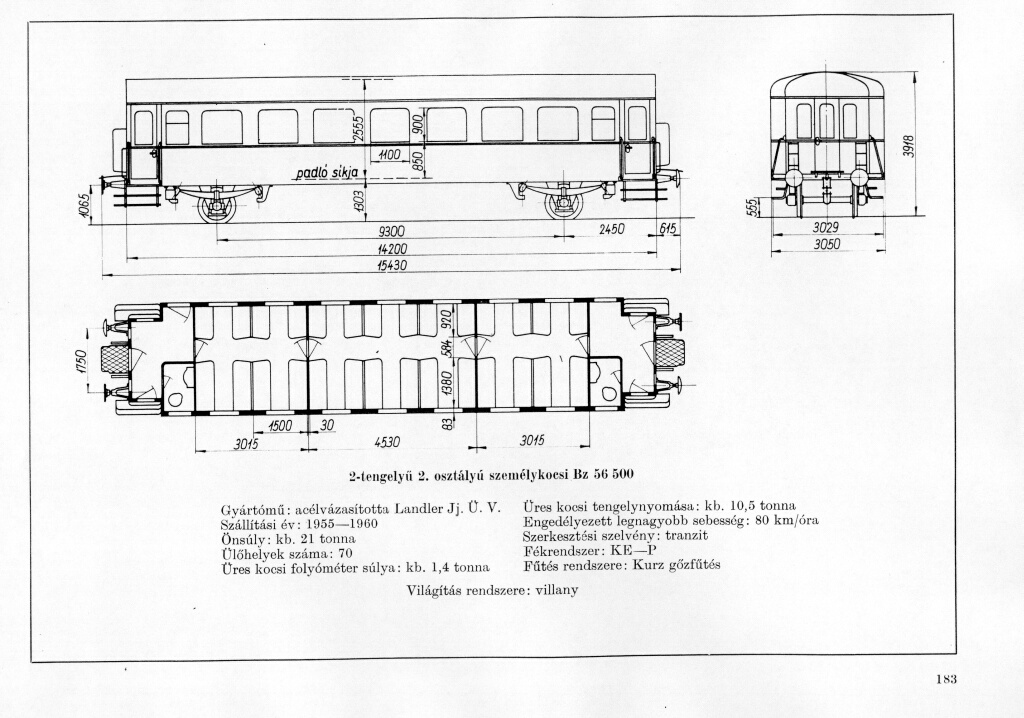 2555
900
1100
850
padló síkja
1065
1303
9300
2450
615
14200
15430
3918
555
3029
3050
1750
920
584
1380
83
1500
30
3015
4530
3015
2-tengelyű 2. osztályú személykocsi Bz 56 500
Gyártómű: acélvázasította Landler Jj. Ü. V.
Szállítási év: 1955—1960
Önsúly: kb. 21 tonna
Ülőhelyek száma: 70
Üres kocsi folyóméter súlya: kb. 1,4 tonna
Üres kocsi tengelynyomása: kb. 10,5 tonna
Engedélyezett legnagyobb sebesség: 80 km/óra
Szerkesztési szelvény: tranzit
Fékrendszer: KE—P
Fűtés rendszere: Kurz gőzfűtés
Világítás rendszere: villany
183